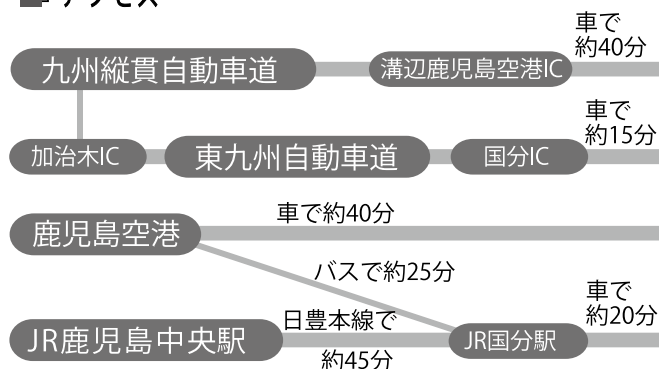 アクセス
車で
約40分
九州縦貫自動車道
溝辺鹿児島空港IC
車で
約15分
加治木IC
東九州自動車道
国分IC
車で約40分
鹿児島空港
バスで約25分
車で
約20分
日豊本線で
JR鹿児島中央駅
JR国分駅
約45分